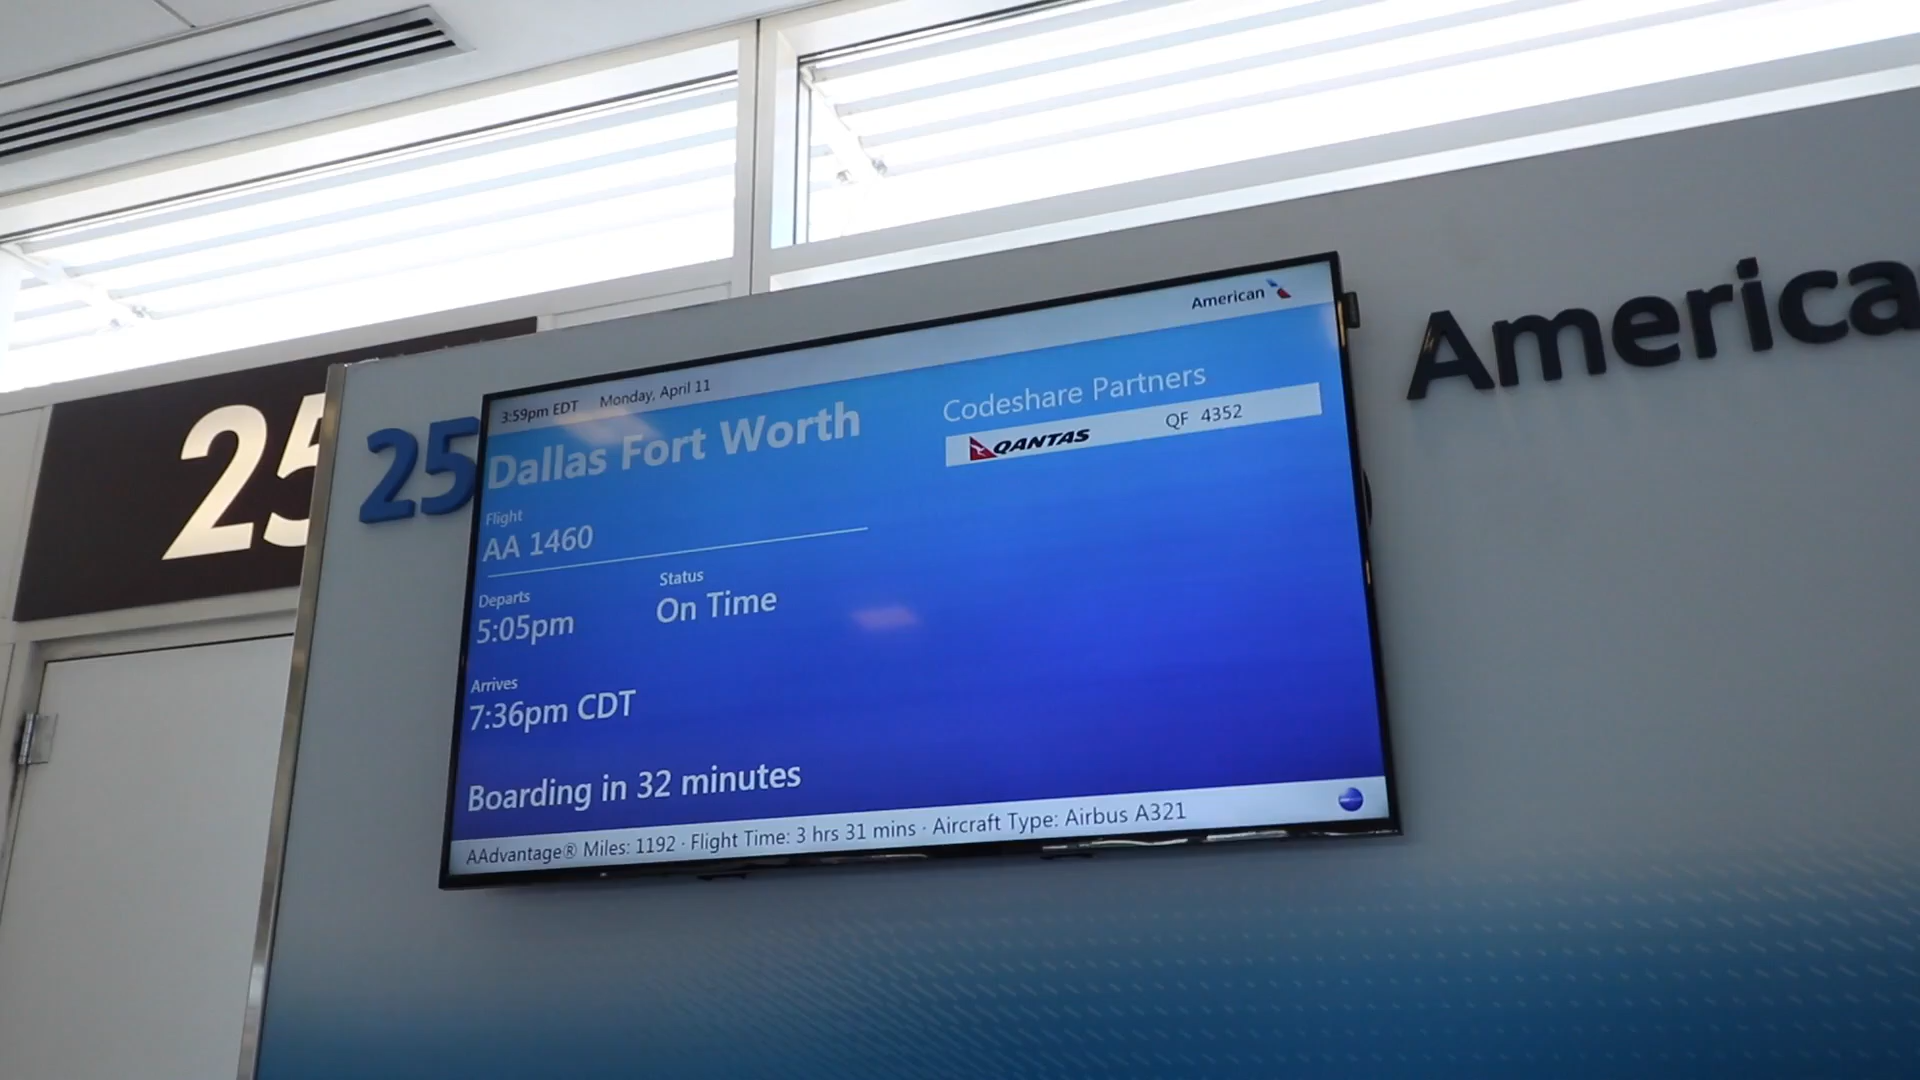 25
25
3:59pm EDT Monday, April 11
American
Dallas Fort Worth
Codeshare Partners
QANTAS QF 4352
Flight
AA 1460
Departs
5:05pm
Status
On Time
Arrives
7:36pm CDT
Boarding in 32 minutes
AAdvantage® Miles: 1192 · Flight Time: 3 hrs 31 mins · Aircraft Type: Airbus A321
America